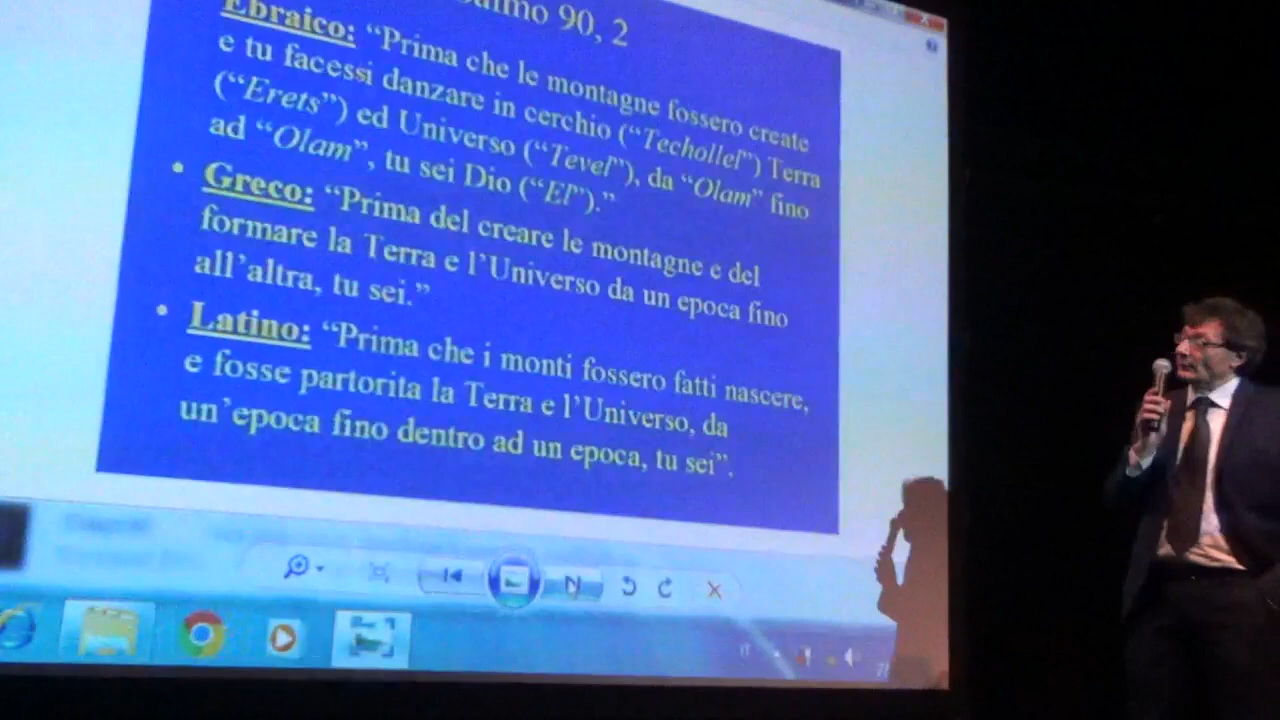 90, 2
Ebraico: “Prima che le montagne fossero create
e tu facessi danzare in cerchio (“Techollel”) Terra
(“Erets”) ed Universo (“Tevel”), da “Olam” fino
ad “Olam”, tu sei Dio (“El”).”
• Greco: “Prima del creare le montagne e del
formare la Terra e l’Universo da un epoca fino
all’altra, tu sei.”
• Latino: “Prima che i monti fossero fatti nascere,
e fosse partorita la Terra e l’Universo, da
un’epoca fino dentro ad un epoca, tu sei”.
IT